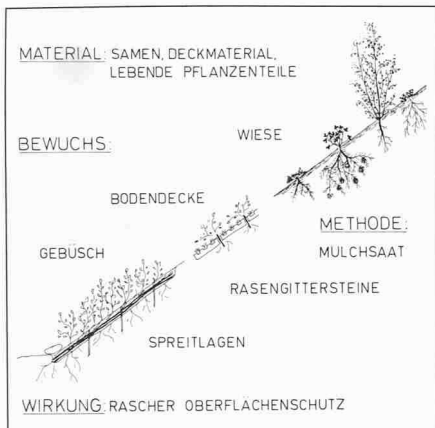 MATERIAL: SAMEN, DECKMATERIAL,
LEBENDE PFLANZENTEILE
WIESE
BEWUCHS:
BODENDECKE
METHODE:
GEBÜSCH
MULCHSAAT
RASENGITTERSTEINE
SPREITLAGEN
WIRKUNG: RASCHER OBERFLÄCHENSCHUTZ